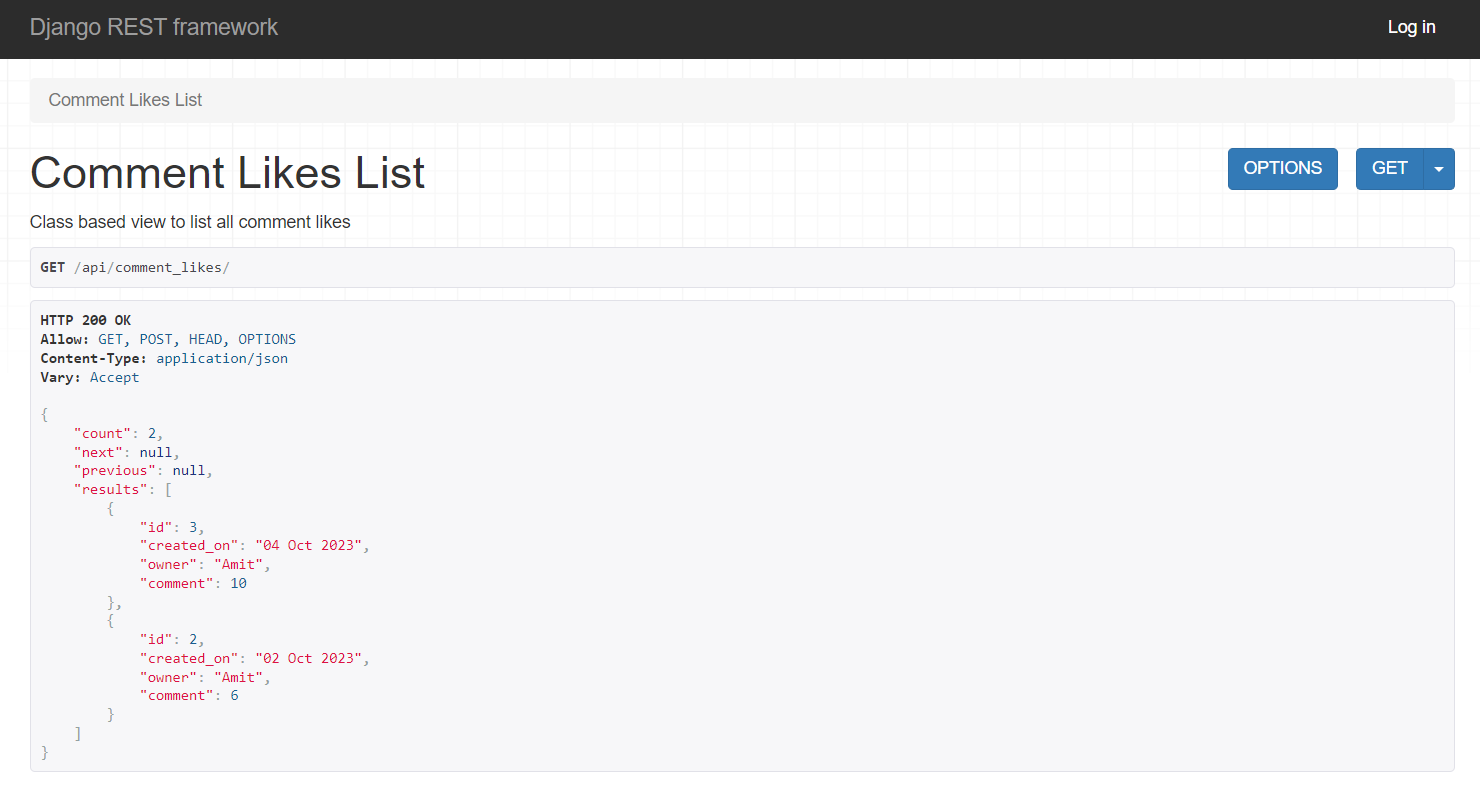 Django REST framework
Log in
Comment Likes List
Comment Likes List
OPTIONS
GET
Class based view to list all comment likes
GET /api/comment_likes/
HTTP 200 OK
Allow: GET, POST, HEAD, OPTIONS
Content-Type: application/json
Vary: Accept
{
    "count": 2,
    "next": null,
    "previous": null,
    "results": [
        {
            "id": 3,
            "created_on": "04 Oct 2023",
            "owner": "Amit",
            "comment": 10
        },
        {
            "id": 2,
            "created_on": "02 Oct 2023",
            "owner": "Amit",
            "comment": 6
        }
    ]
}